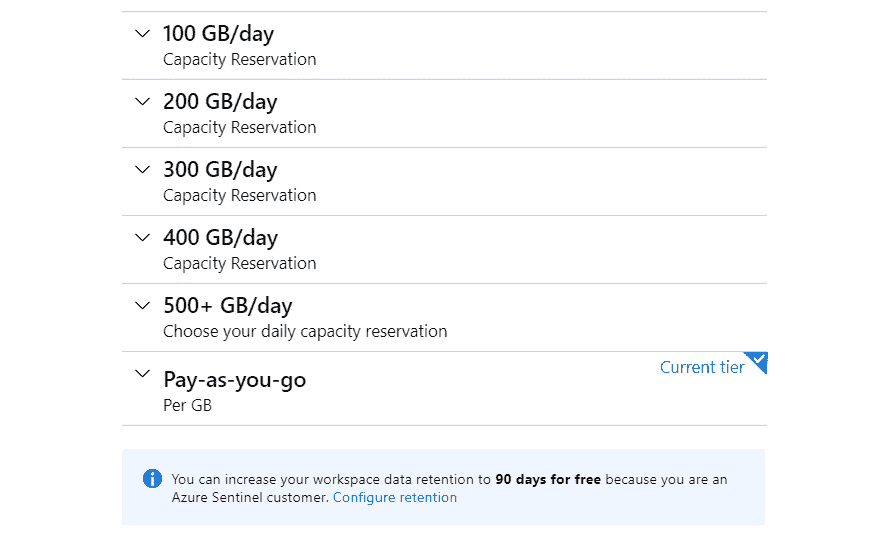 100 GB/day
Capacity Reservation
200 GB/day
Capacity Reservation
300 GB/day
Capacity Reservation
400 GB/day
Capacity Reservation
500+ GB/day
Choose your daily capacity reservation
Current tier
Pay-as-you-go
Per GB
You can increase your workspace data retention to 90 days for free because you are an
Azure Sentinel customer. Configure retention